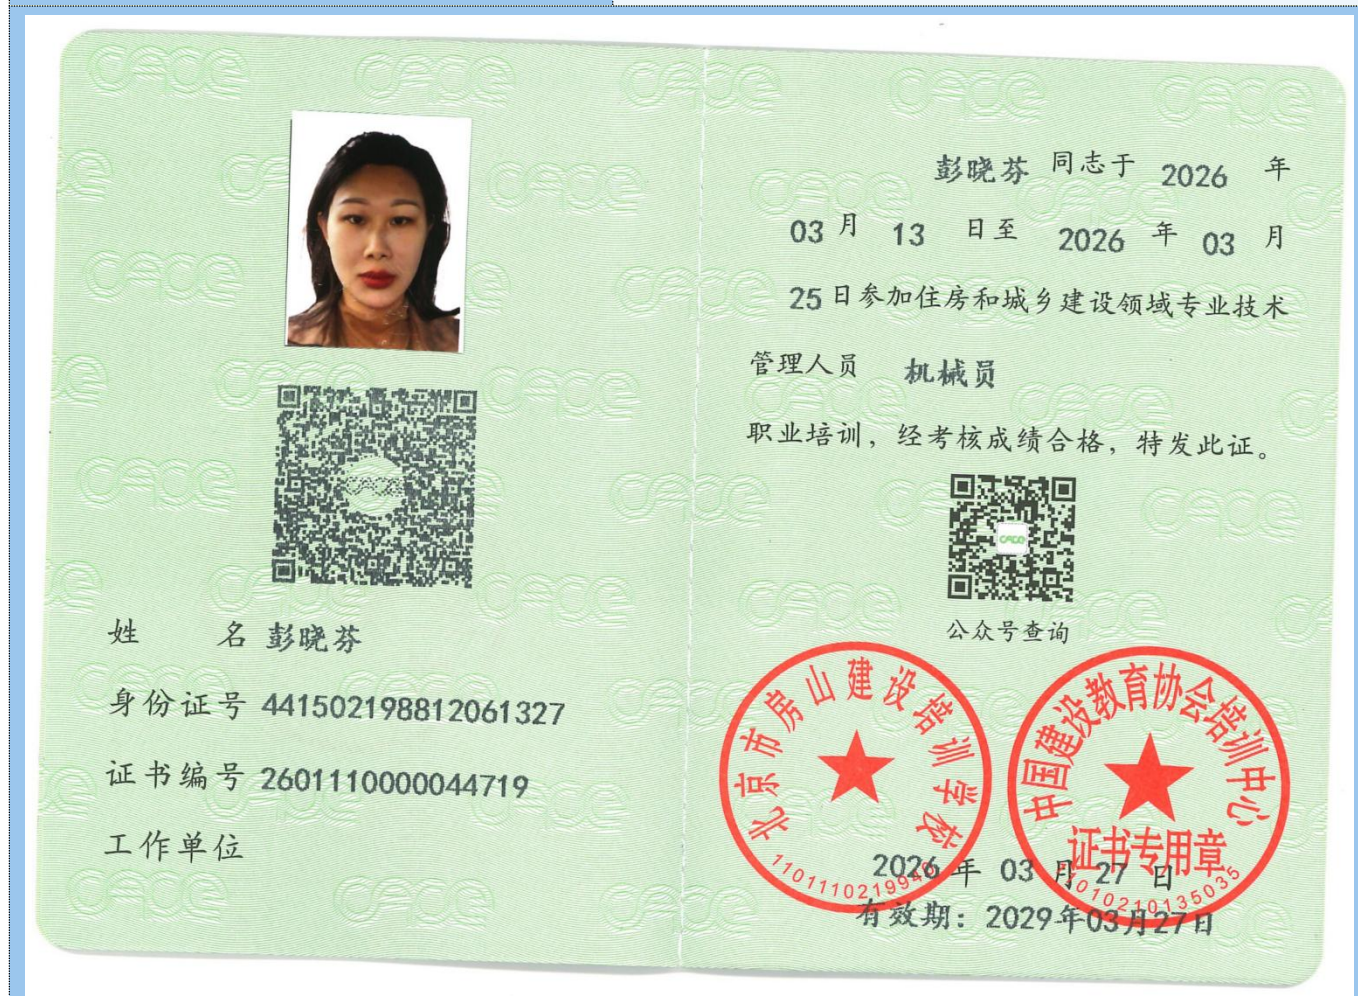 彭晓芬 同志于 2026 年
03 月 13 日至 2026 年 03 月
25 日参加住房和城乡建设领域专业技术
管理人员 机械员
职业培训，经考核成绩合格，特发此证。
cace
公众号查询
姓 名 彭晓芬
身份证号 441502198812061327
证书编号 2601110000044719
工作单位
北京市房山建设培训学校
中国建设教育协会培训中心
证书专用章
2026 年 03 月 27 日
有效期：2029年03月27日
11010210135035